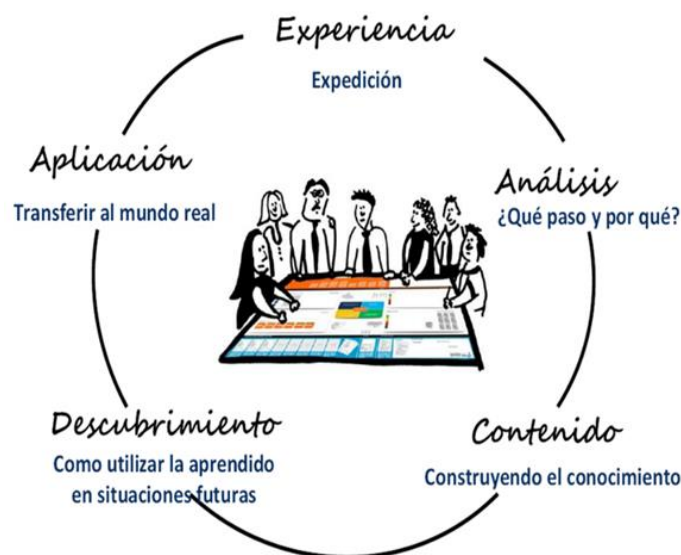 Experiencia
Expedición
Análisis
¿Qué paso y por qué?
Contenido
Construyendo el conocimiento
Descubrimiento
Como utilizar la aprendido
en situaciones futuras
Aplicación
Transferir al mundo real